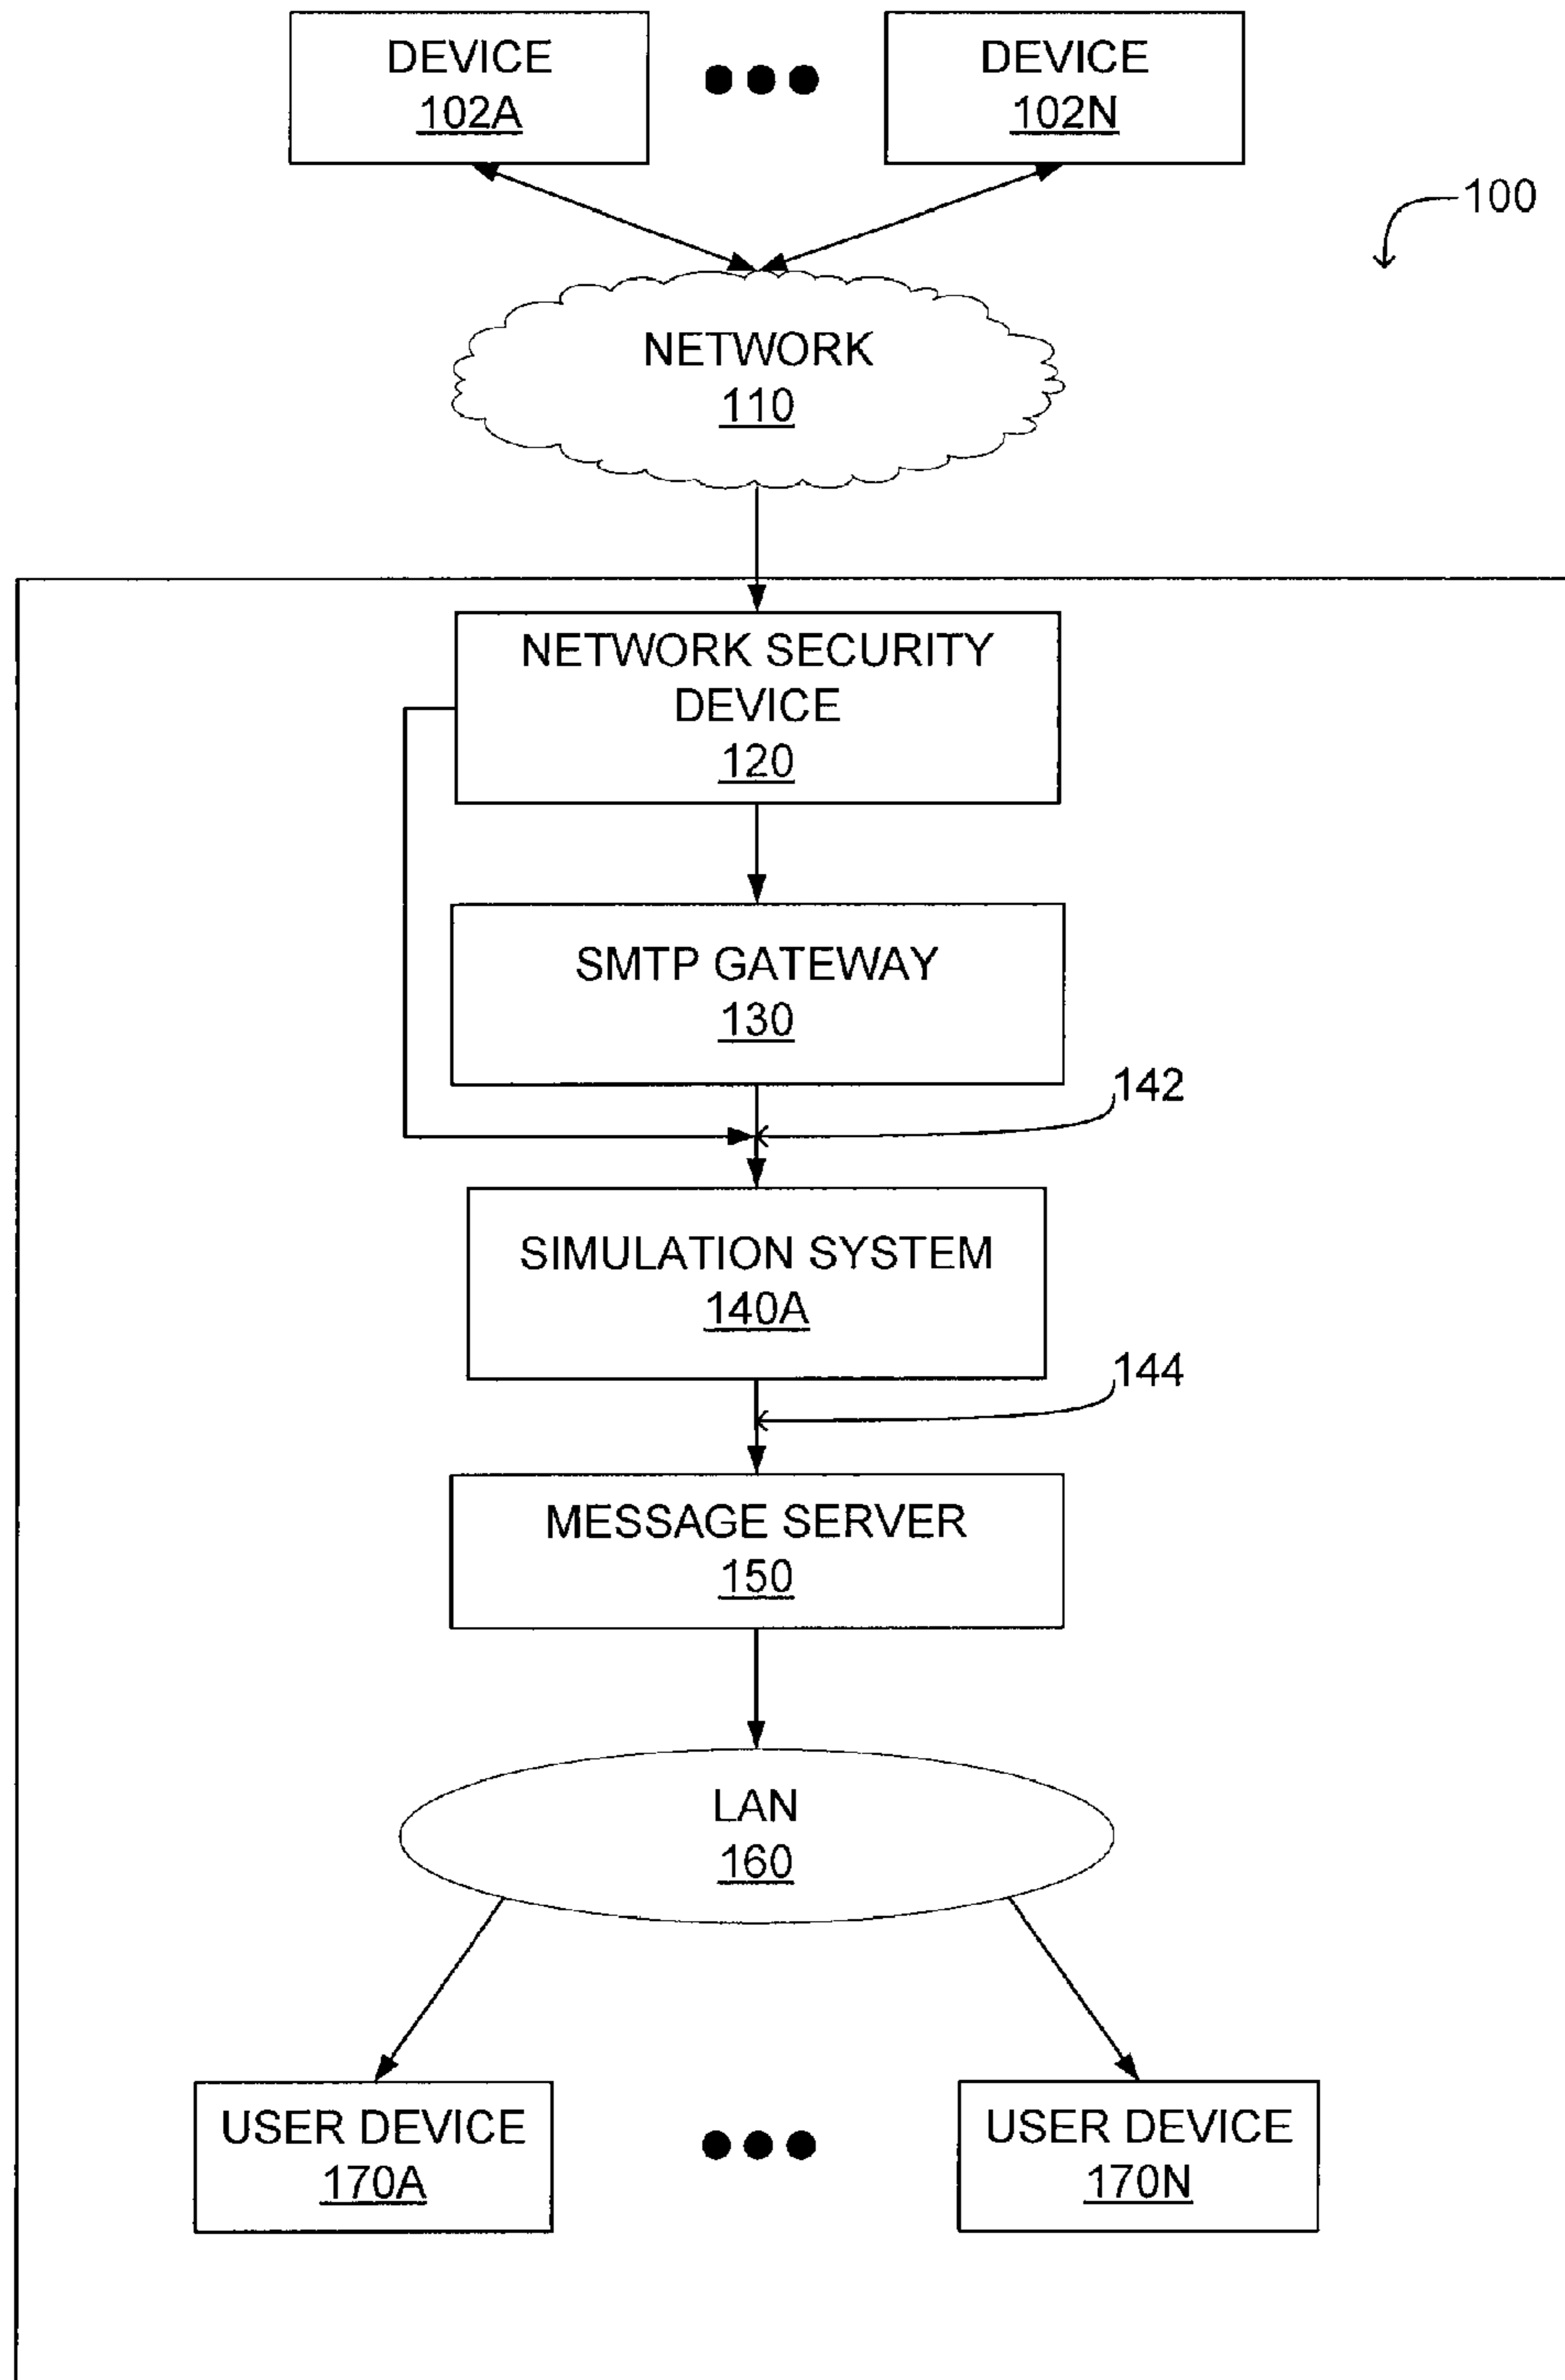 DEVICE
102A
DEVICE
102N
100
NETWORK
110
NETWORK SECURITY
DEVICE
120
SMTP GATEWAY
130
142
SIMULATION SYSTEM
140A
144
MESSAGE SERVER
150
LAN
160
USER DEVICE
170A
USER DEVICE
170N